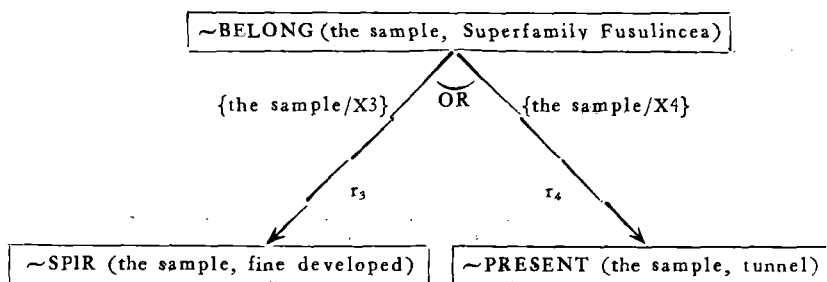 ~BELONG (the sample, Superfamily Fusulincea)
{the sample/X3}
OR
{the sample/X4}
r₃
r₄
~SPIR (the sample, fine developed)
~PRESENT (the sample, tunnel)